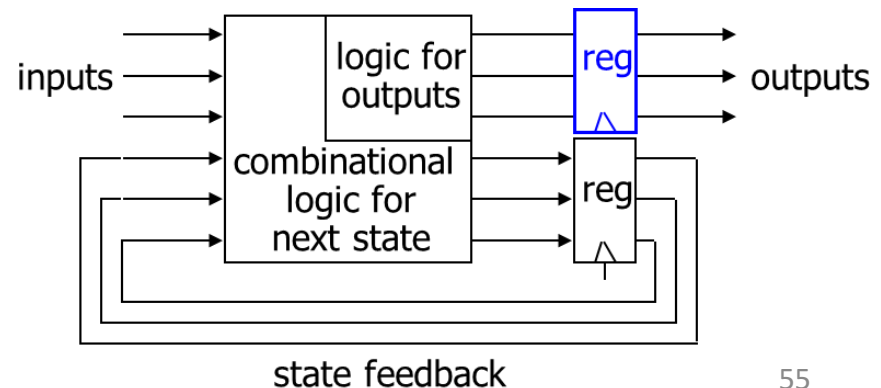 inputs
logic for
outputs
reg
outputs
combinational
logic for
next state
reg
state feedback
55